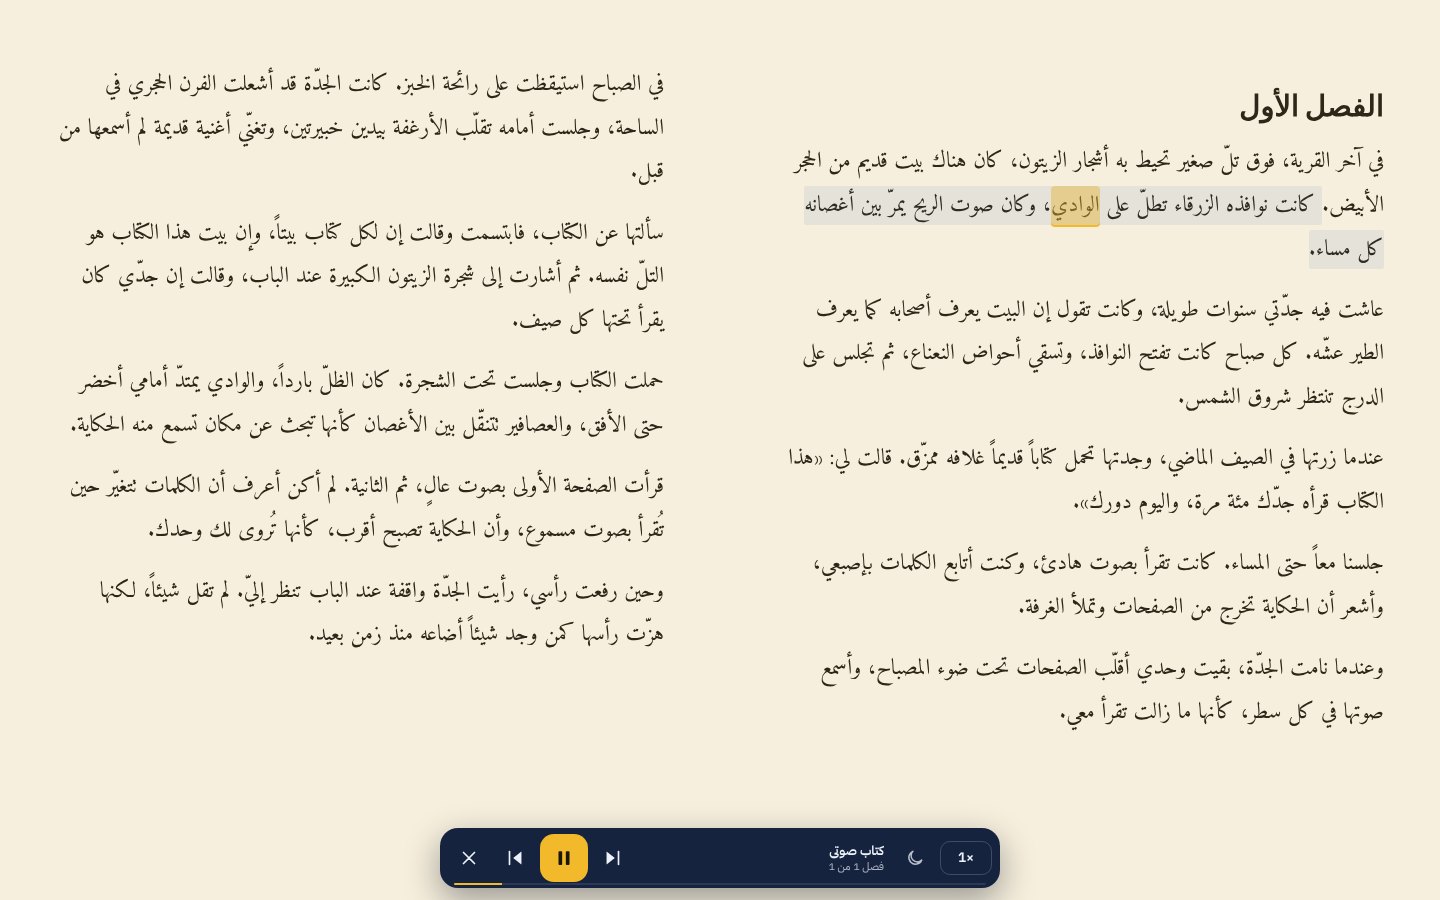 الفصل الأول
في آخر القرية، فوق تلّ صغير تحيط به أشجار الزيتون، كان هناك بيت قديم من الحجر
الأبيض. كانت نوافذه الزرقاء تطلّ على الوادي، وكان صوت الريح يمرّ بين أغصانه
كل مساء.
عاشت فيه جدّتي سنوات طويلة، وكانت تقول إن البيت يعرف أصحابه كما يعرف
الطير عشّه. كل صباح كانت تفتح النوافذ، وتسقي أحواض النعناع، ثم تجلس على
الدرج تنتظر شروق الشمس.
عندما زرتها في الصيف الماضي، وجدتها تحمل كتاباً قديماً غلافه ممزّق. قالت لي: «هذا
الكتاب قرأه جدّك مئة مرة، واليوم دورك».
جلسنا معاً حتى المساء. كانت تقرأ بصوت هادئ، وكنت أتابع الكلمات بإصبعي،
وأشعر أن الحكاية تخرج من الصفحات وتملأ الغرفة.
وعندما نامت الجدّة، بقيت وحدي أقلّب الصفحات تحت ضوء المصباح، وأسمع
صوتها في كل سطر، كأنها ما زالت تقرأ معي.
في الصباح استيقظت على رائحة الخبز. كانت الجدّة قد أشعلت الفرن الحجري في
الساحة، وجلست أمامه تقلّب الأرغفة بيدين خبيرتين، وتغنّي أغنية قديمة لم أسمعها من
قبل.
سألتها عن الكتاب، فابتسمت وقالت إن لكل كتاب بيتاً، وإن بيت هذا الكتاب هو
التلّ نفسه. ثم أشارت إلى شجرة الزيتون الكبيرة عند الباب، وقالت إن جدّي كان
يقرأ تحتها كل صيف.
حملت الكتاب وجلست تحت الشجرة. كان الظلّ بارداً، والوادي يمتدّ أمامي أخضر
حتى الأفق، والعصافير تتنقّل بين الأغصان كأنها تبحث عن مكان تسمع منه الحكاية.
قرأت الصفحة الأولى بصوت عالٍ، ثم الثانية. لم أكن أعرف أن الكلمات تتغيّر حين
تُقرأ بصوت مسموع، وأن الحكاية تصبح أقرب، كأنها تُروى لك وحدك.
وحين رفعت رأسي، رأيت الجدّة واقفة عند الباب تنظر إليّ. لم تقل شيئاً، لكنها
هزّت رأسها كمن وجد شيئاً أضاعه منذ زمن بعيد.
1×
كتاب صوتی
فصل 1 من 1